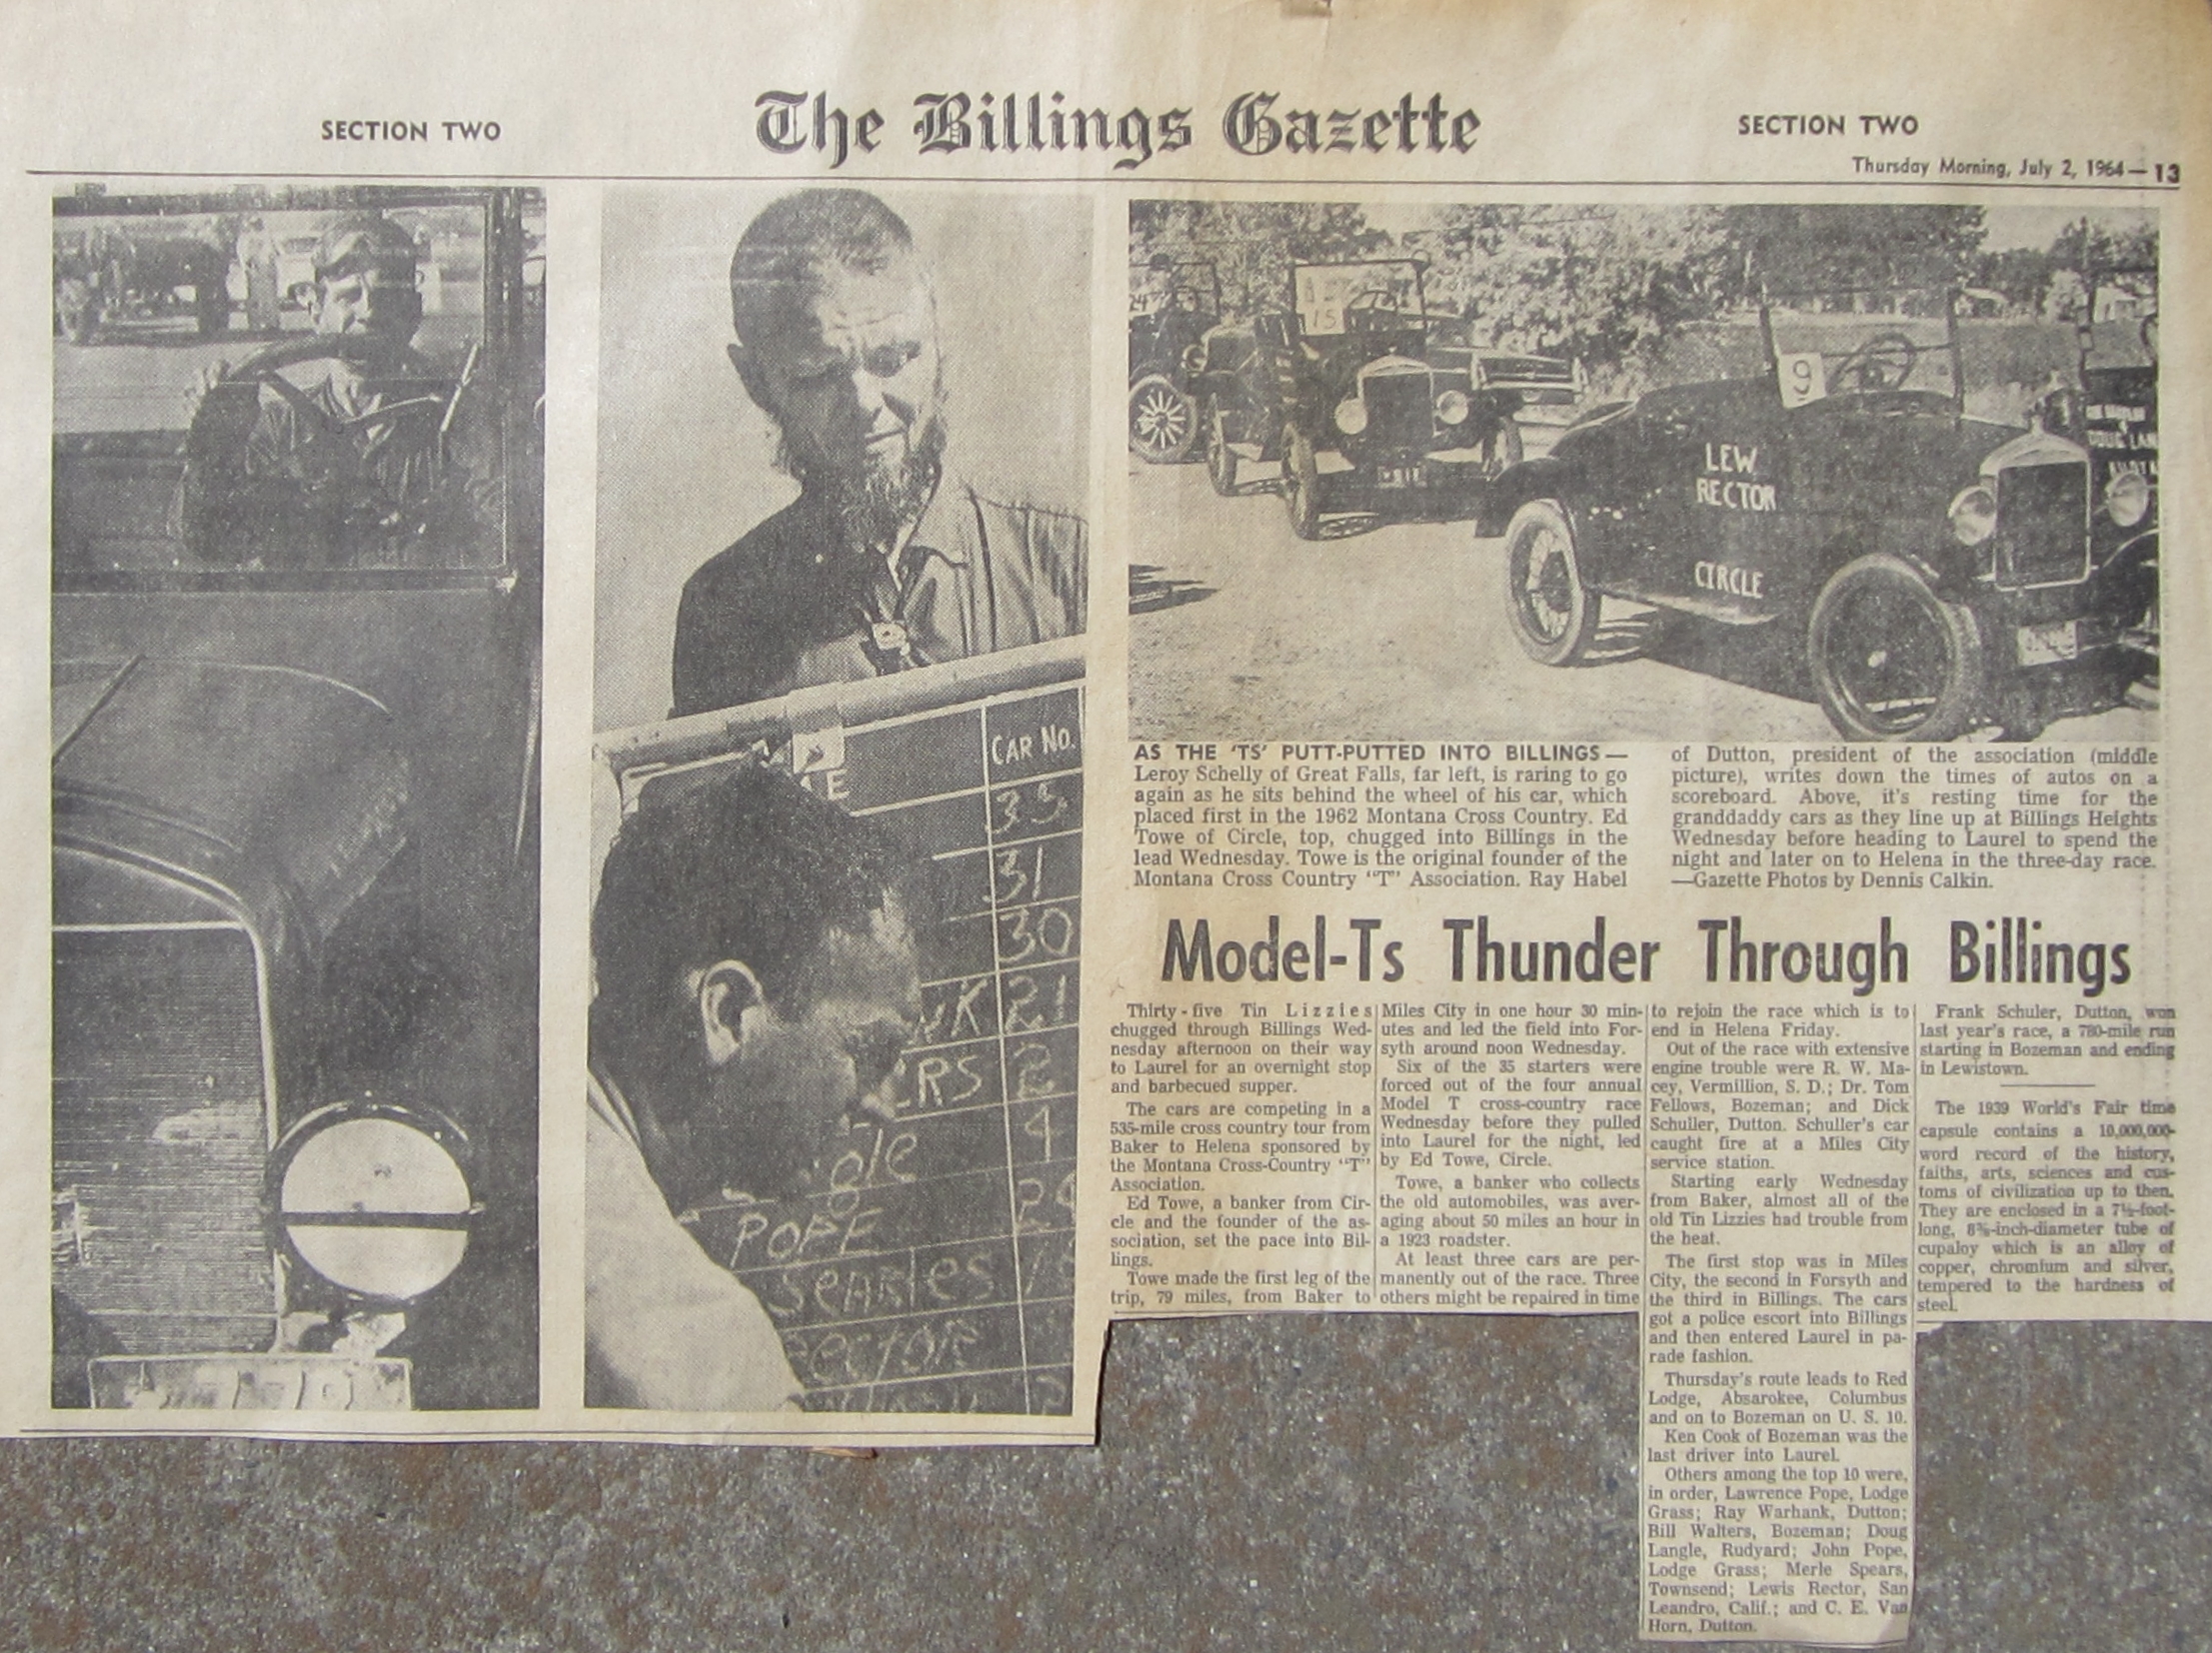 SECTION TWO
The Billings Gazette
SECTION TWO
Thursday Morning, July 2, 1964—13
CAR No.
E
35
31
30
NK 21
ERS 2
gle 4
POPE
Searles
ector
15
9
LEW
RECTOR
CIRCLE
DOUG LAN
AS THE 'TS' PUTT-PUTTED INTO BILLINGS—
Leroy Schelly of Great Falls, far left, is raring to go
again as he sits behind the wheel of his car, which
placed first in the 1962 Montana Cross Country. Ed
Towe of Circle, top, chugged into Billings in the
lead Wednesday. Towe is the original founder of the
Montana Cross Country "T" Association. Ray Habel
of Dutton, president of the association (middle
picture), writes down the times of autos on a
scoreboard. Above, it's resting time for the
granddaddy cars as they line up at Billings Heights
Wednesday before heading to Laurel to spend the
night and later on to Helena in the three-day race.
—Gazette Photos by Dennis Calkin.
Model-Ts Thunder Through Billings
Thirty-five Tin Lizzies
chugged through Billings Wed-
nesday afternoon on their way
to Laurel for an overnight stop
and barbecued supper.
The cars are competing in a
535-mile cross country tour from
Baker to Helena sponsored by
the Montana Cross-Country "T"
Association.
Ed Towe, a banker from Cir-
cle and the founder of the as-
sociation, set the pace into Bil-
lings.
Towe made the first leg of the
trip, 79 miles, from Baker to
Miles City in one hour 30 min-
utes and led the field into For-
syth around noon Wednesday.
Six of the 35 starters were
forced out of the four annual
Model T cross-country race
Wednesday before they pulled
into Laurel for the night, led
by Ed Towe, Circle.
Towe, a banker who collects
the old automobiles, was aver-
aging about 50 miles an hour in
a 1923 roadster.
At least three cars are per-
manently out of the race. Three
others might be repaired in time
to rejoin the race which is to
end in Helena Friday.
Out of the race with extensive
engine trouble were R. W. Ma-
cey, Vermillion, S. D.; Dr. Tom
Fellows, Bozeman; and Dick
Schuller, Dutton. Schuller's car
caught fire at a Miles City
service station.
Starting early Wednesday
from Baker, almost all of the
old Tin Lizzies had trouble from
the heat.
The first stop was in Miles
City, the second in Forsyth and
the third in Billings. The cars
got a police escort into Billings
and then entered Laurel in pa-
rade fashion.
Thursday's route leads to Red
Lodge, Absarokee, Columbus
and on to Bozeman on U. S. 10.
Ken Cook of Bozeman was the
last driver into Laurel.
Others among the top 10 were,
in order, Lawrence Pope, Lodge
Grass; Ray Warhank, Dutton;
Bill Walters, Bozeman; Doug
Langle, Rudyard; John Pope,
Lodge Grass; Merle Spears,
Townsend; Lewis Rector, San
Leandro, Calif.; and C. E. Van
Horn, Dutton.
Frank Schuler, Dutton, won
last year's race, a 780-mile run
starting in Bozeman and ending
in Lewistown.
The 1939 World's Fair time
capsule contains a 10,000,000-
word record of the history,
faiths, arts, sciences and cus-
toms of civilization up to then.
They are enclosed in a 7½-foot-
long, 8⅜-inch-diameter tube of
cupaloy which is an alloy of
copper, chromium and silver,
tempered to the hardness of
steel.